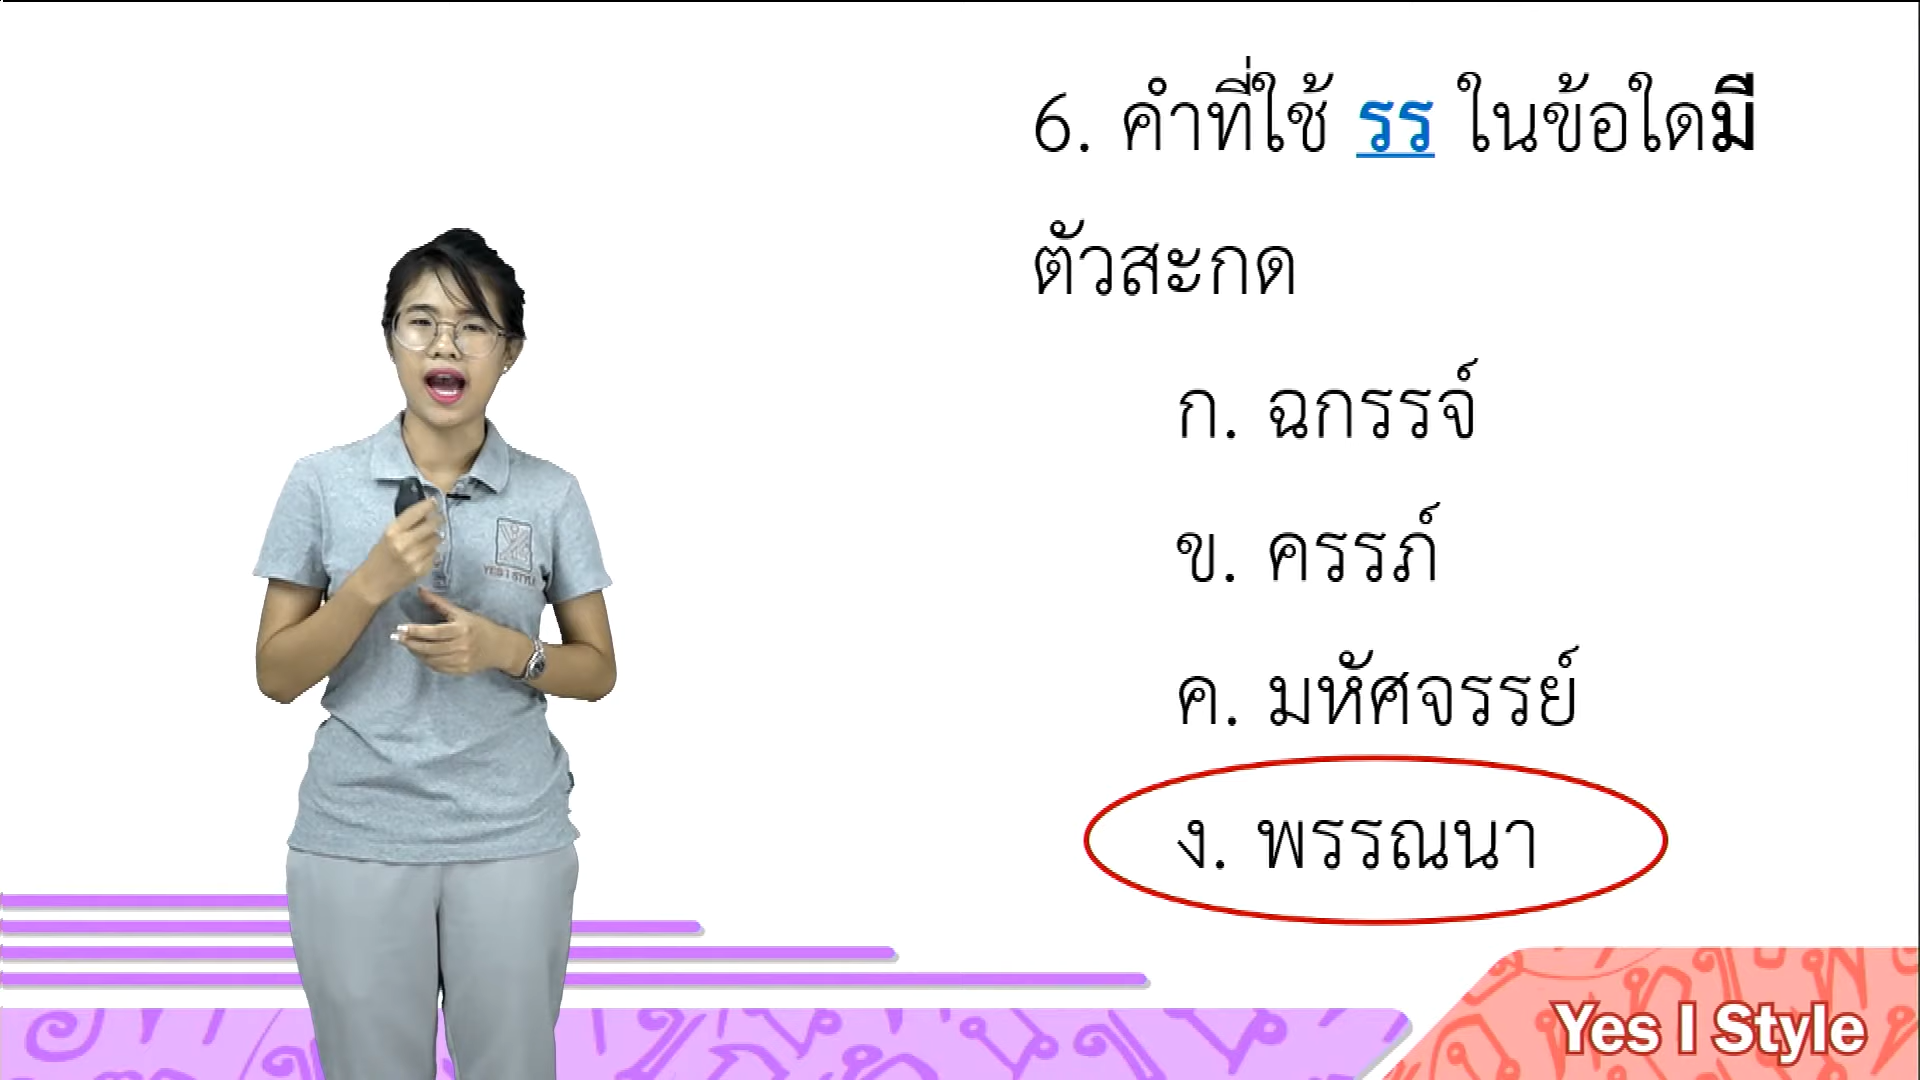 6. คำที่ใช้ รร ในข้อใดมี
ตัวสะกด
ก. ฉกรรจ์
ข. ครรภ์
ค. มหัศจรรย์
ง. พรรณนา
YES I STYLE
Yes I Style